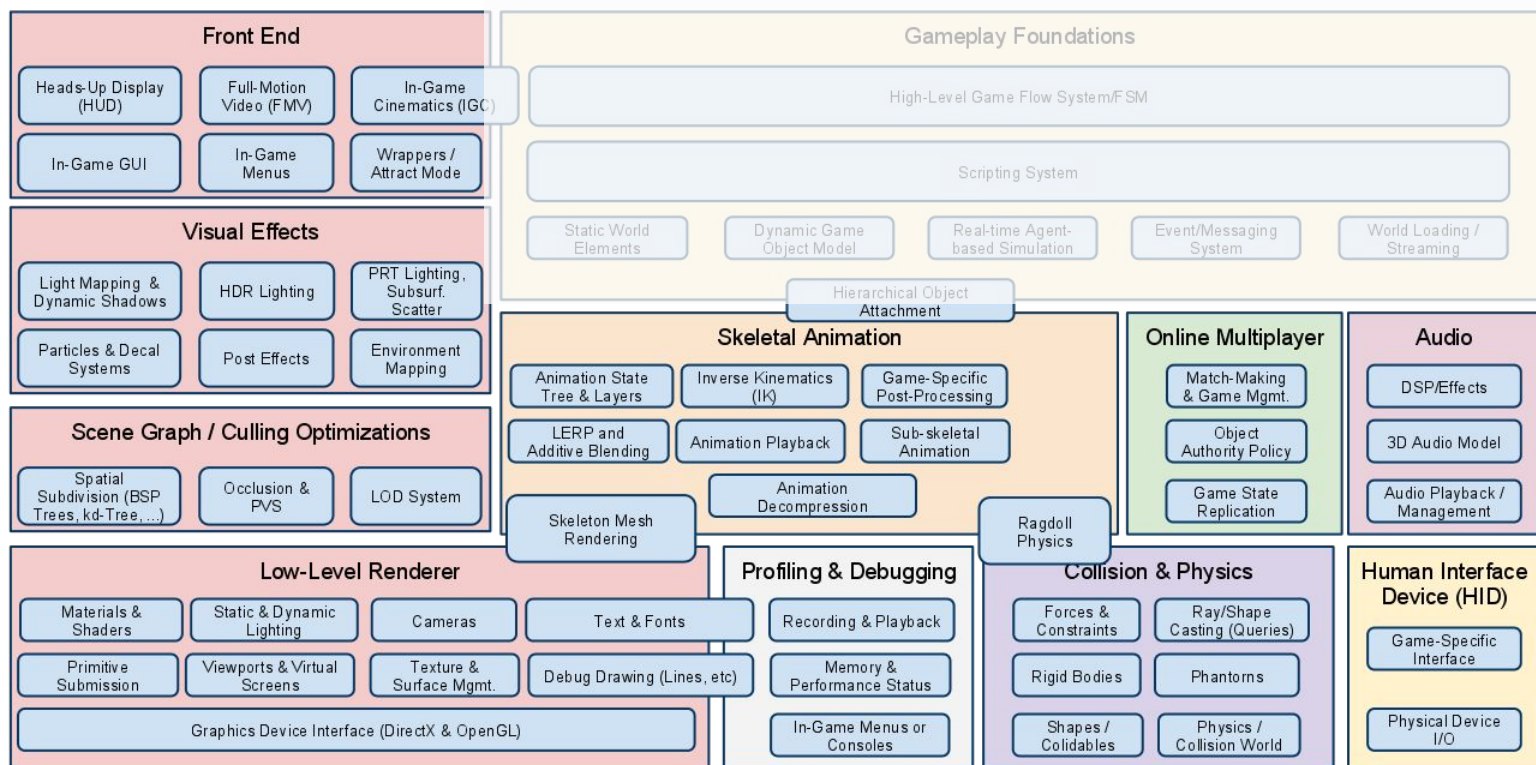 Front End
Heads-Up Display
(HUD)
Full-Motion
Video (FMV)
In-Game
Cinematics (IGC)
In-Game GUI
In-Game
Menus
Wrappers /
Attract Mode
Visual Effects
Light Mapping &
Dynamic Shadows
HDR Lighting
PRT Lighting,
Subsurf.
Scatter
Particles & Decal
Systems
Post Effects
Environment
Mapping
Scene Graph / Culling Optimizations
Spatial
Subdivision (BSP
Trees, kd-Tree, ...)
Occlusion &
PVS
LOD System
Gameplay Foundations
High-Level Game Flow System/FSM
Scripting System
Static World
Elements
Dynamic Game
Object Model
Real-time Agent-
based Simulation
Event/Messaging
System
World Loading /
Streaming
Hierarchical Object
Attachment
Skeletal Animation
Animation State
Tree & Layers
Inverse Kinematics
(IK)
Game-Specific
Post-Processing
LERP and
Additive Blending
Animation Playback
Sub-skeletal
Animation
Animation
Decompression
Skeleton Mesh
Rendering
Ragdoll
Physics
Online Multiplayer
Match-Making
& Game Mgmt.
Object
Authority Policy
Game State
Replication
Audio
DSP/Effects
3D Audio Model
Audio Playback /
Management
Low-Level Renderer
Materials &
Shaders
Static & Dynamic
Lighting
Cameras
Text & Fonts
Primitive
Submission
Viewports & Virtual
Screens
Texture &
Surface Mgmt.
Debug Drawing (Lines, etc)
Graphics Device Interface (DirectX & OpenGL)
Profiling & Debugging
Recording & Playback
Memory &
Performance Status
In-Game Menus or
Consoles
Collision & Physics
Forces &
Constraints
Ray/Shape
Casting (Queries)
Rigid Bodies
Phantorns
Shapes /
Colidables
Physics /
Collision World
Human Interface
Device (HID)
Game-Specific
Interface
Physical Device
I/O